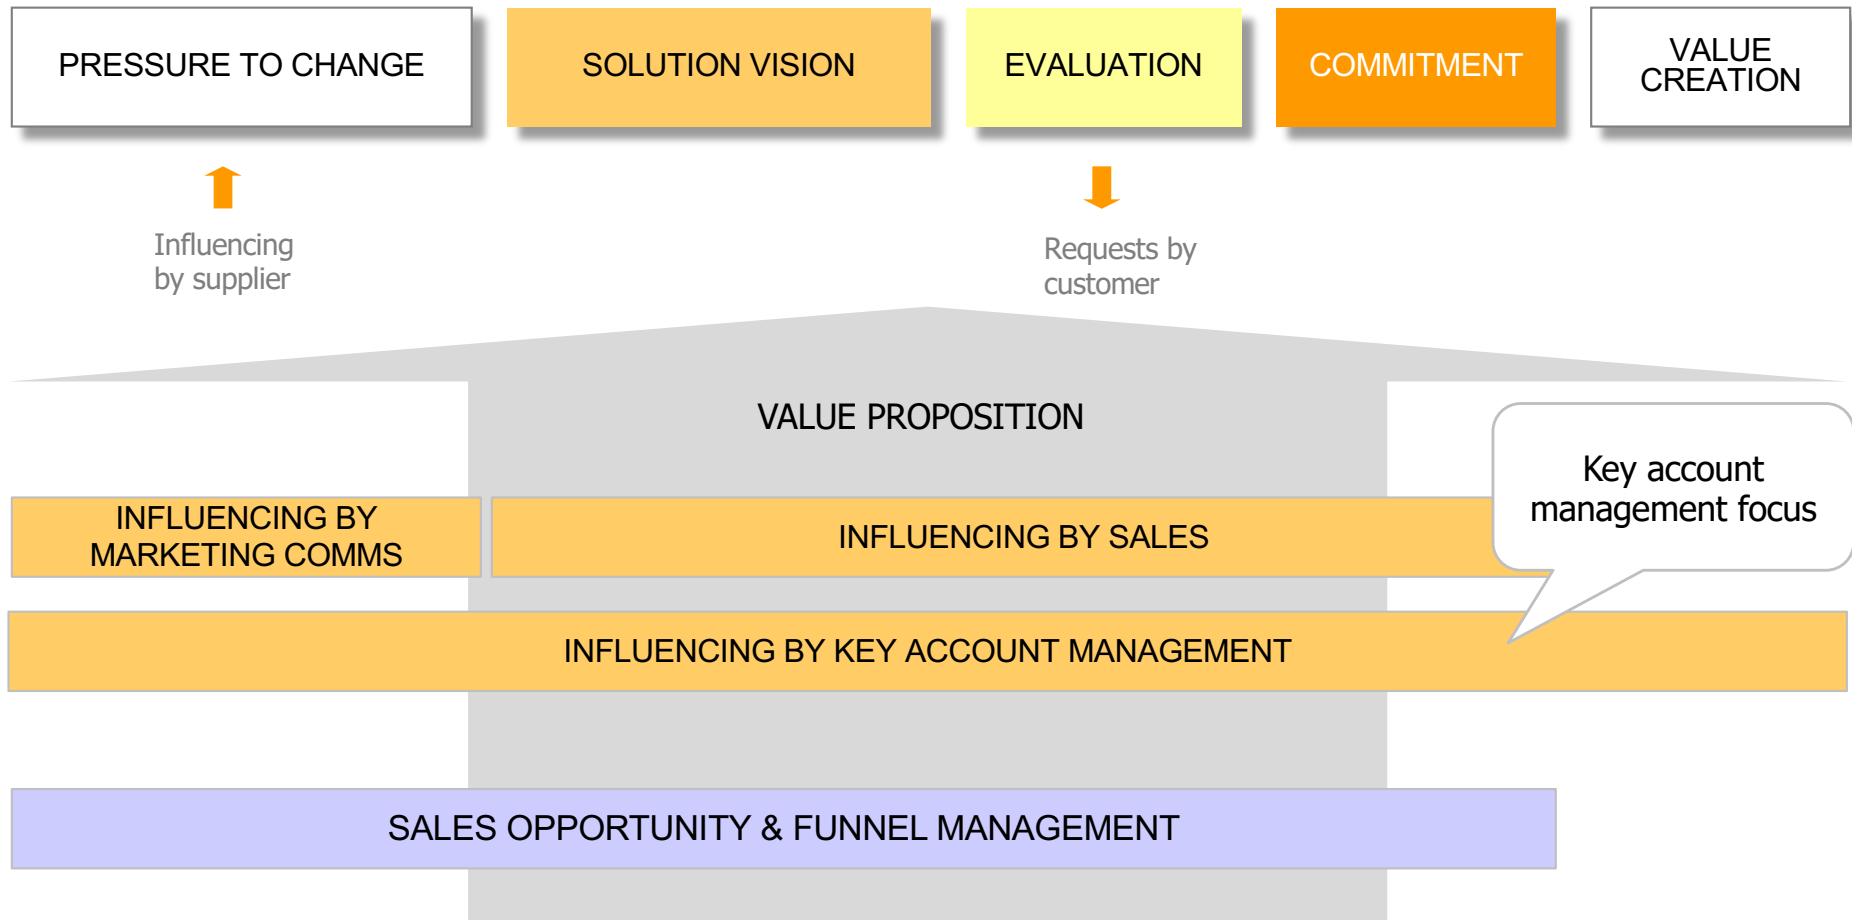 PRESSURE TO CHANGE
SOLUTION VISION
EVALUATION
COMMITMENT
VALUE
CREATION
Influencing
by supplier
Requests by
customer
VALUE PROPOSITION
Key account
management focus
INFLUENCING BY
MARKETING COMMS
INFLUENCING BY SALES
INFLUENCING BY KEY ACCOUNT MANAGEMENT
SALES OPPORTUNITY & FUNNEL MANAGEMENT